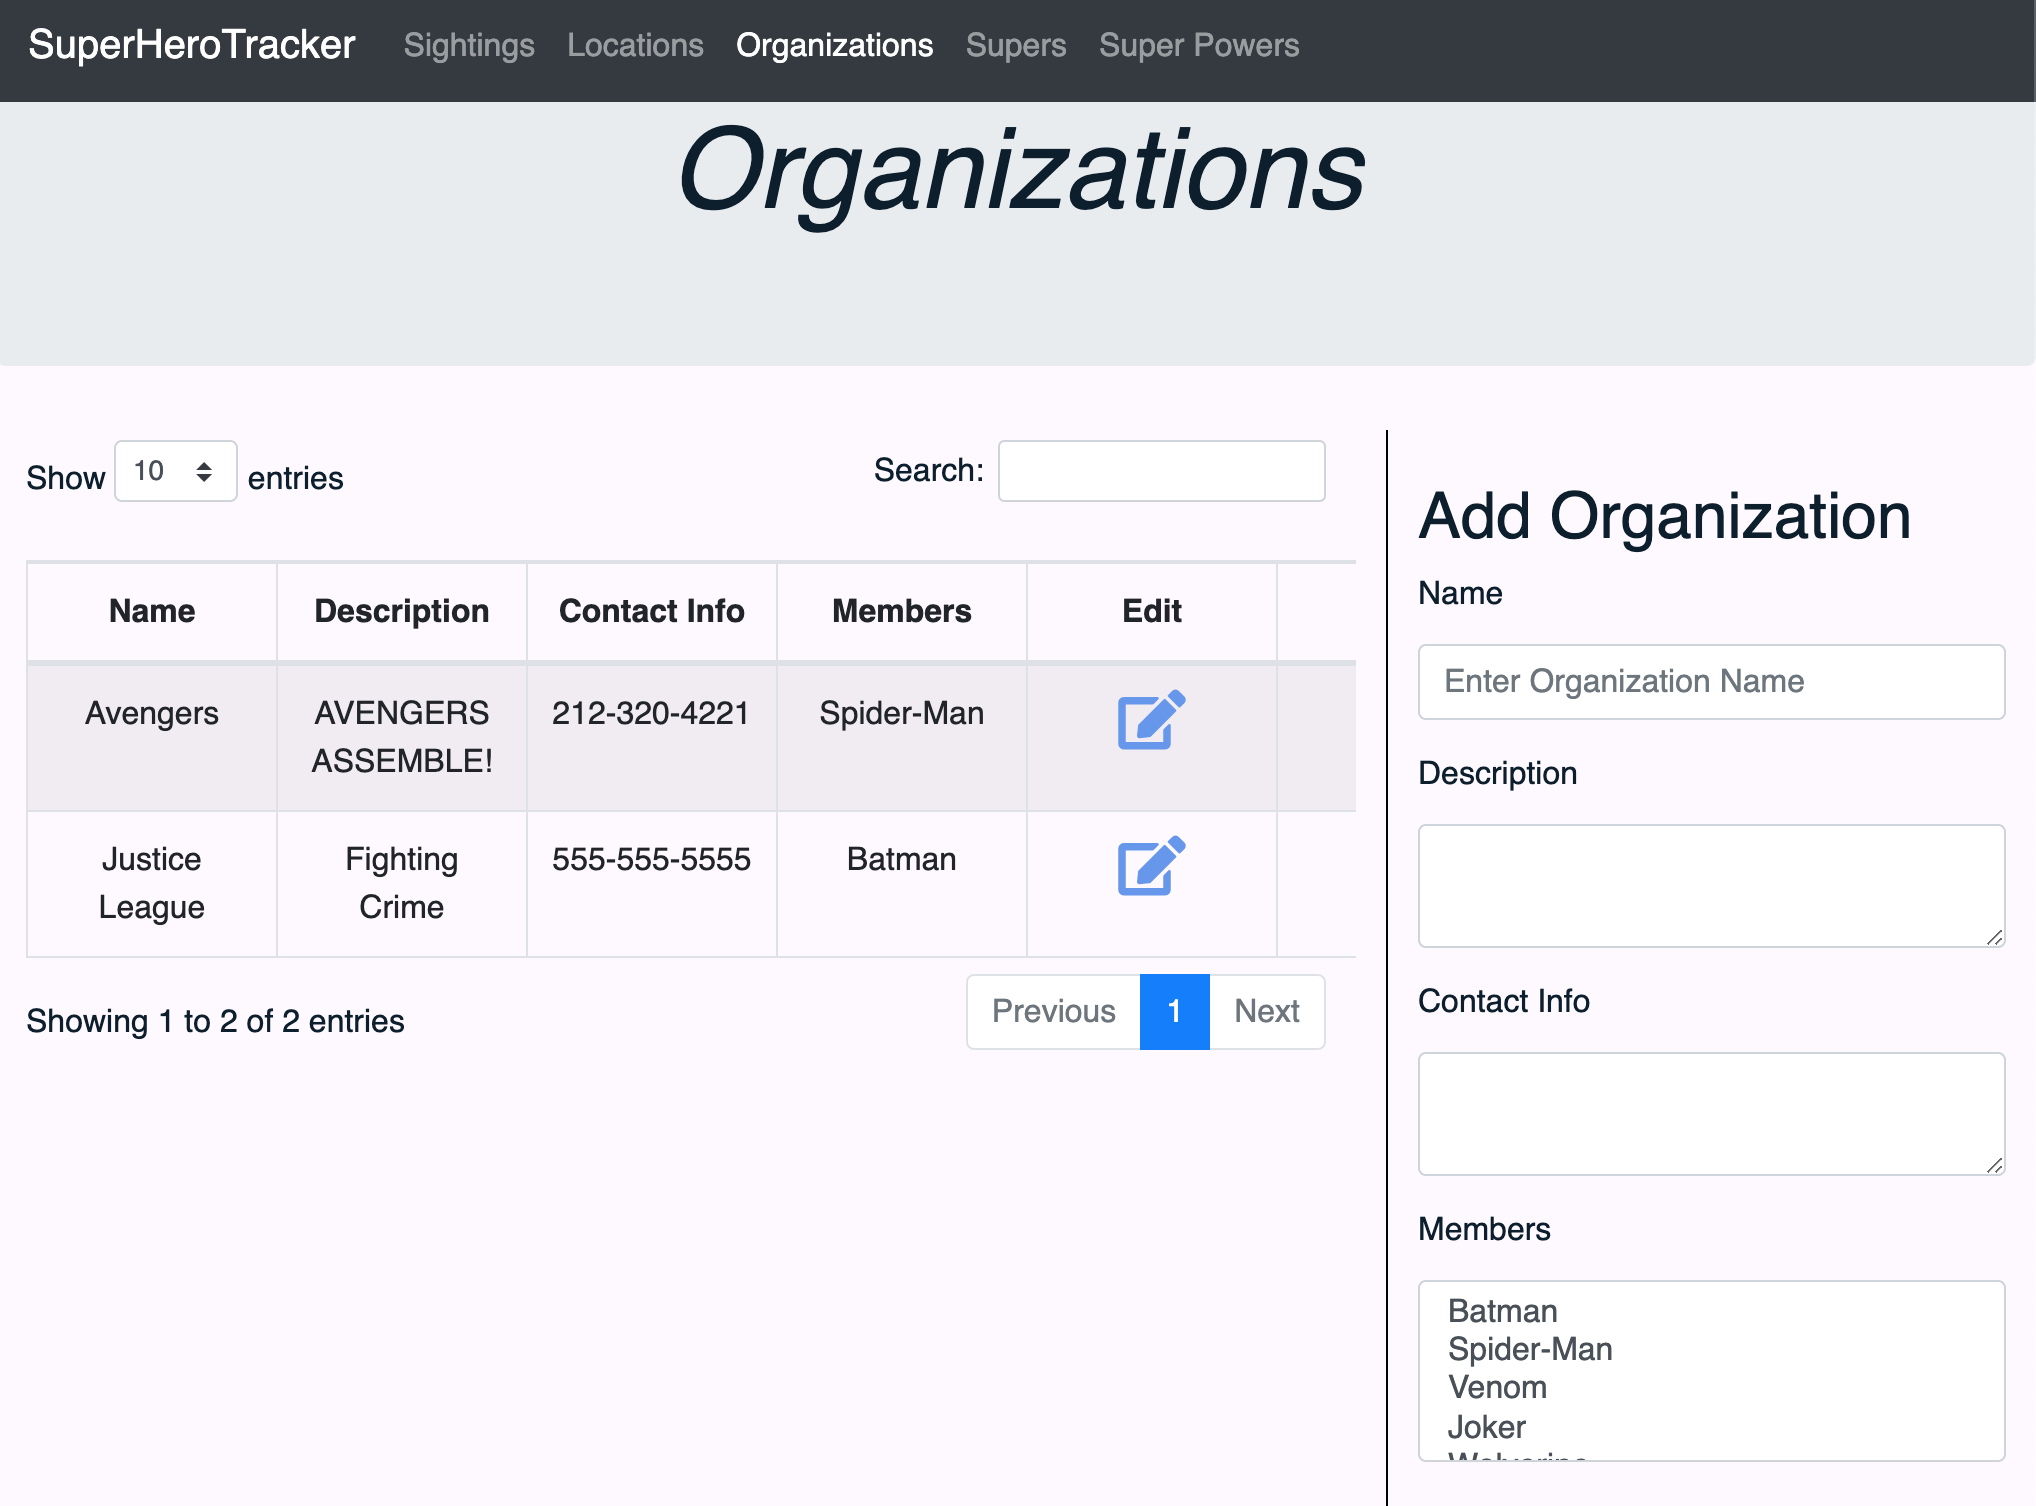 SuperHeroTracker Sightings Locations Organizations Supers Super Powers
Organizations
Show 10 entries
Search:
Name Description Contact Info Members Edit
Avengers AVENGERS ASSEMBLE! 212-320-4221 Spider-Man
Justice League Fighting Crime 555-555-5555 Batman
Showing 1 to 2 of 2 entries
Previous 1 Next
Add Organization
Name
Enter Organization Name
Description
Contact Info
Members
Batman
Spider-Man
Venom
Joker
Wolverine